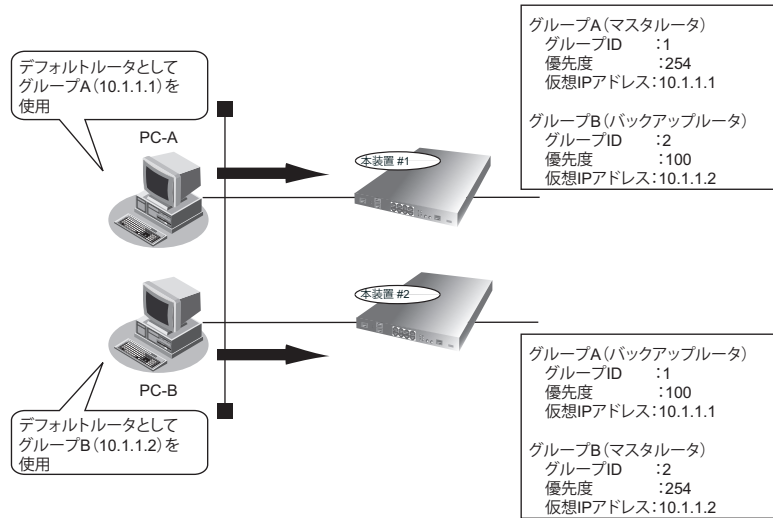 デフォルトルータとして
グループA(10.1.1.1)を
使用
PC-A
本装置 #1
グループA(マスタルータ)
グループID :1
優先度 :254
仮想IPアドレス:10.1.1.1
グループB(バックアップルータ)
グループID :2
優先度 :100
仮想IPアドレス:10.1.1.2
本装置 #2
PC-B
デフォルトルータとして
グループB(10.1.1.2)を
使用
グループA(バックアップルータ)
グループID :1
優先度 :100
仮想IPアドレス:10.1.1.1
グループB(マスタルータ)
グループID :2
優先度 :254
仮想IPアドレス:10.1.1.2